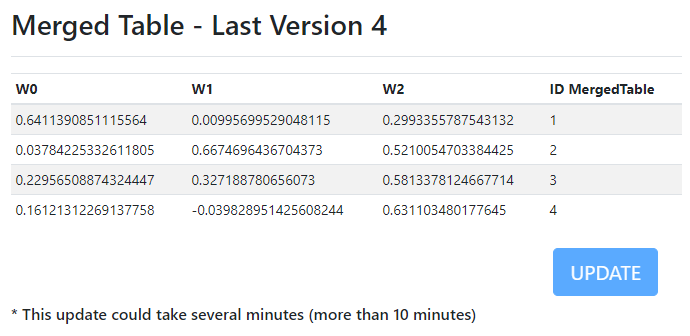 Merged Table - Last Version 4
W0 W1 W2 ID MergedTable
0.6411390851115564 0.00995699529048115 0.2993355787543132 1
0.03784225332611805 0.6674696436704373 0.5210054703384425 2
0.22956508874324447 0.327188780656073 0.5813378124667714 3
0.16121312269137758 -0.039828951425608244 0.631103480177645 4
UPDATE
* This update could take several minutes (more than 10 minutes)